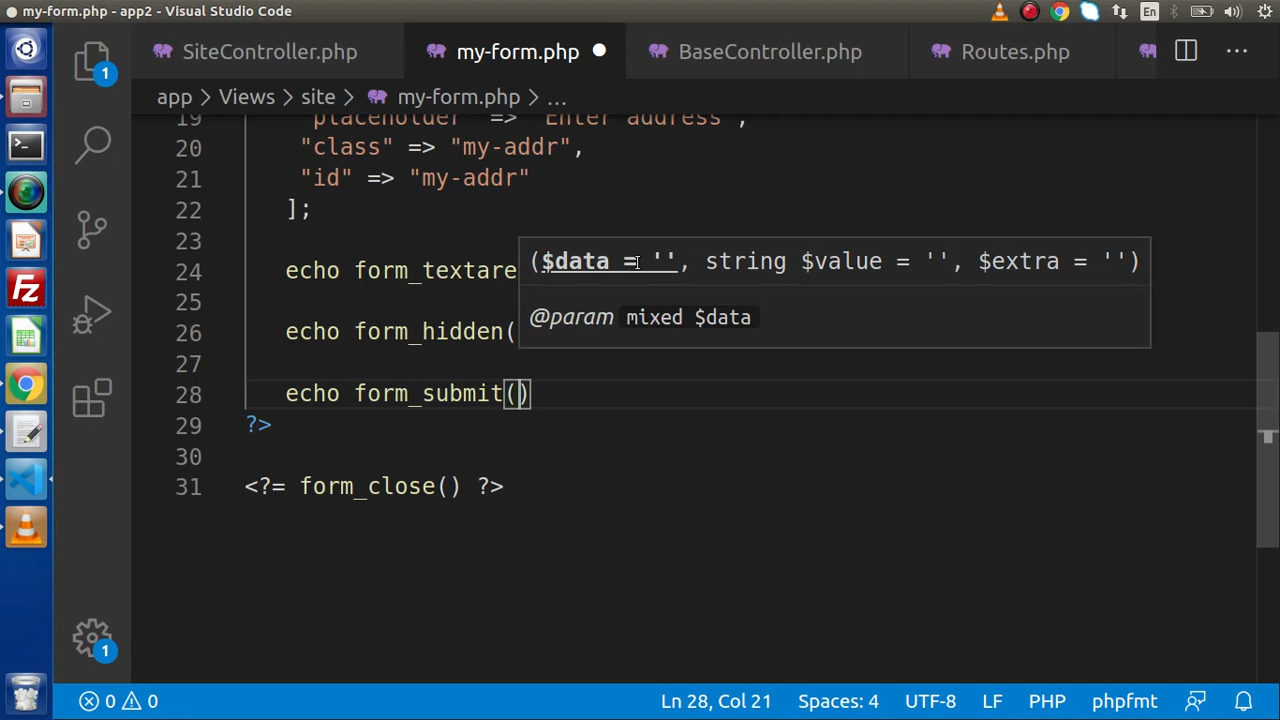 my-form.php - app2 - Visual Studio Code
En
SiteController.php
my-form.php
BaseController.php
Routes.php
...
app > Views > site > my-form.php > ...
19 "placeholder" => "Enter address",
20 "class" => "my-addr",
21 "id" => "my-addr"
22 ];
23
($data = '', string $value = '', $extra = '')
24 echo form_textare
25
@param mixed $data
26 echo form_hidden(
27
28 echo form_submit()
29 ?>
30
31 <?= form_close() ?>
1
1
0 0
Ln 28, Col 21
Spaces: 4
UTF-8
LF
PHP
phpfmt